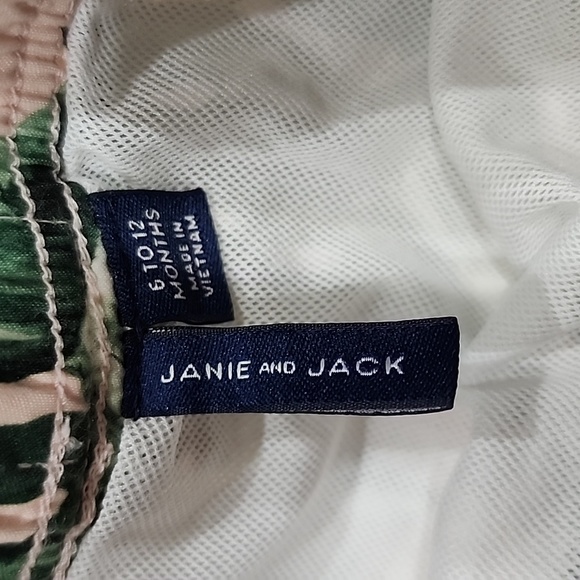 6 TO 12
MONTHS
MADE IN
VIETNAM
JANIE AND JACK